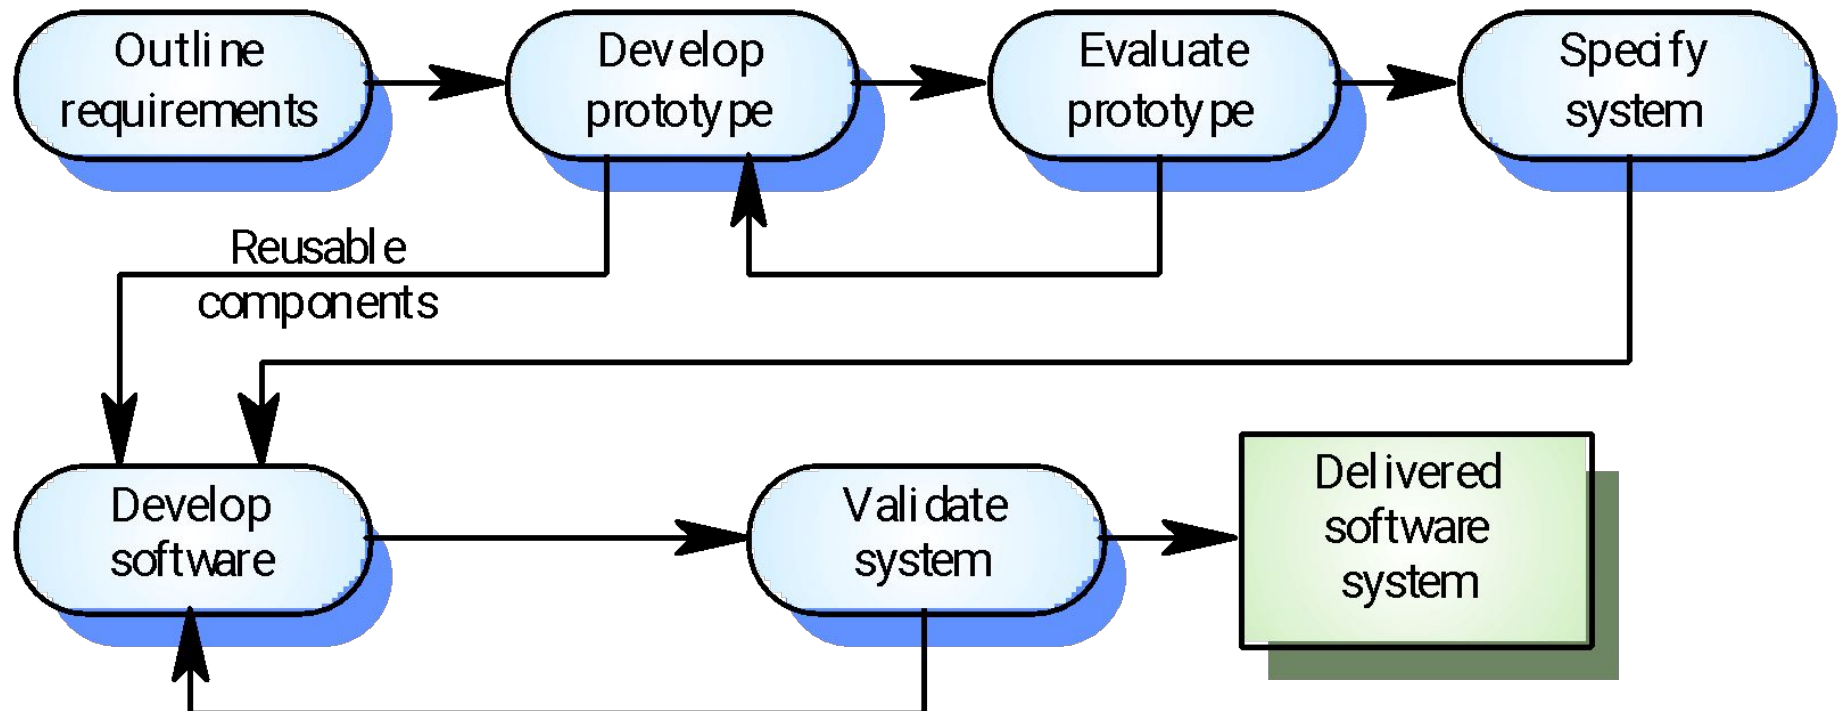 Outline
requirements
Develop
prototype
Evaluate
prototype
Specify
system
Reusable
components
Develop
software
Validate
system
Delivered
software
system